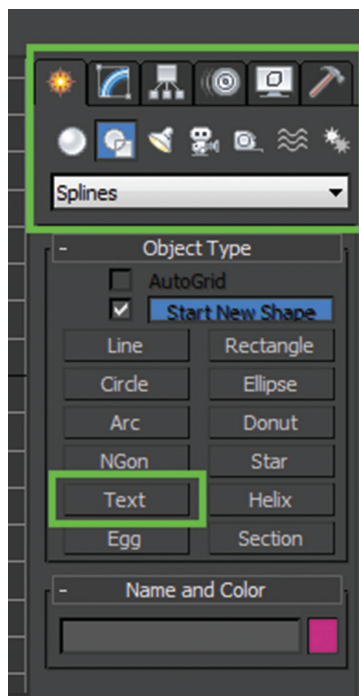 Splines
- Object Type
AutoGrid
Start New Shape
Line Rectangle
Circle Ellipse
Arc Donut
NGon Star
Text Helix
Egg Section
- Name and Color